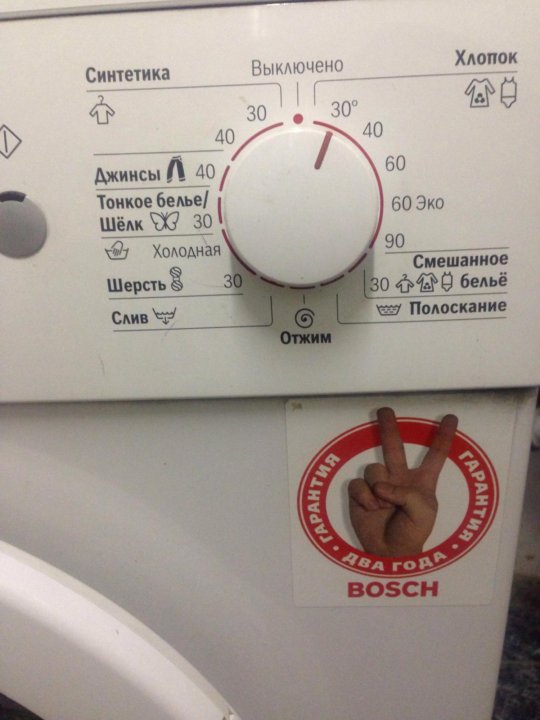 Выключено
Синтетика
30
40
Джинсы 40
Тонкое белье/
Шёлк 30
Холодная
Шерсть 30
Слив
Отжим
Хлопок
30°
40
60
60 Эко
90
Смешанное
30 бельё
Полоскание
ГАРАНТИЯ
ГАРАНТИЯ
• ДВА ГОДА •
BOSCH